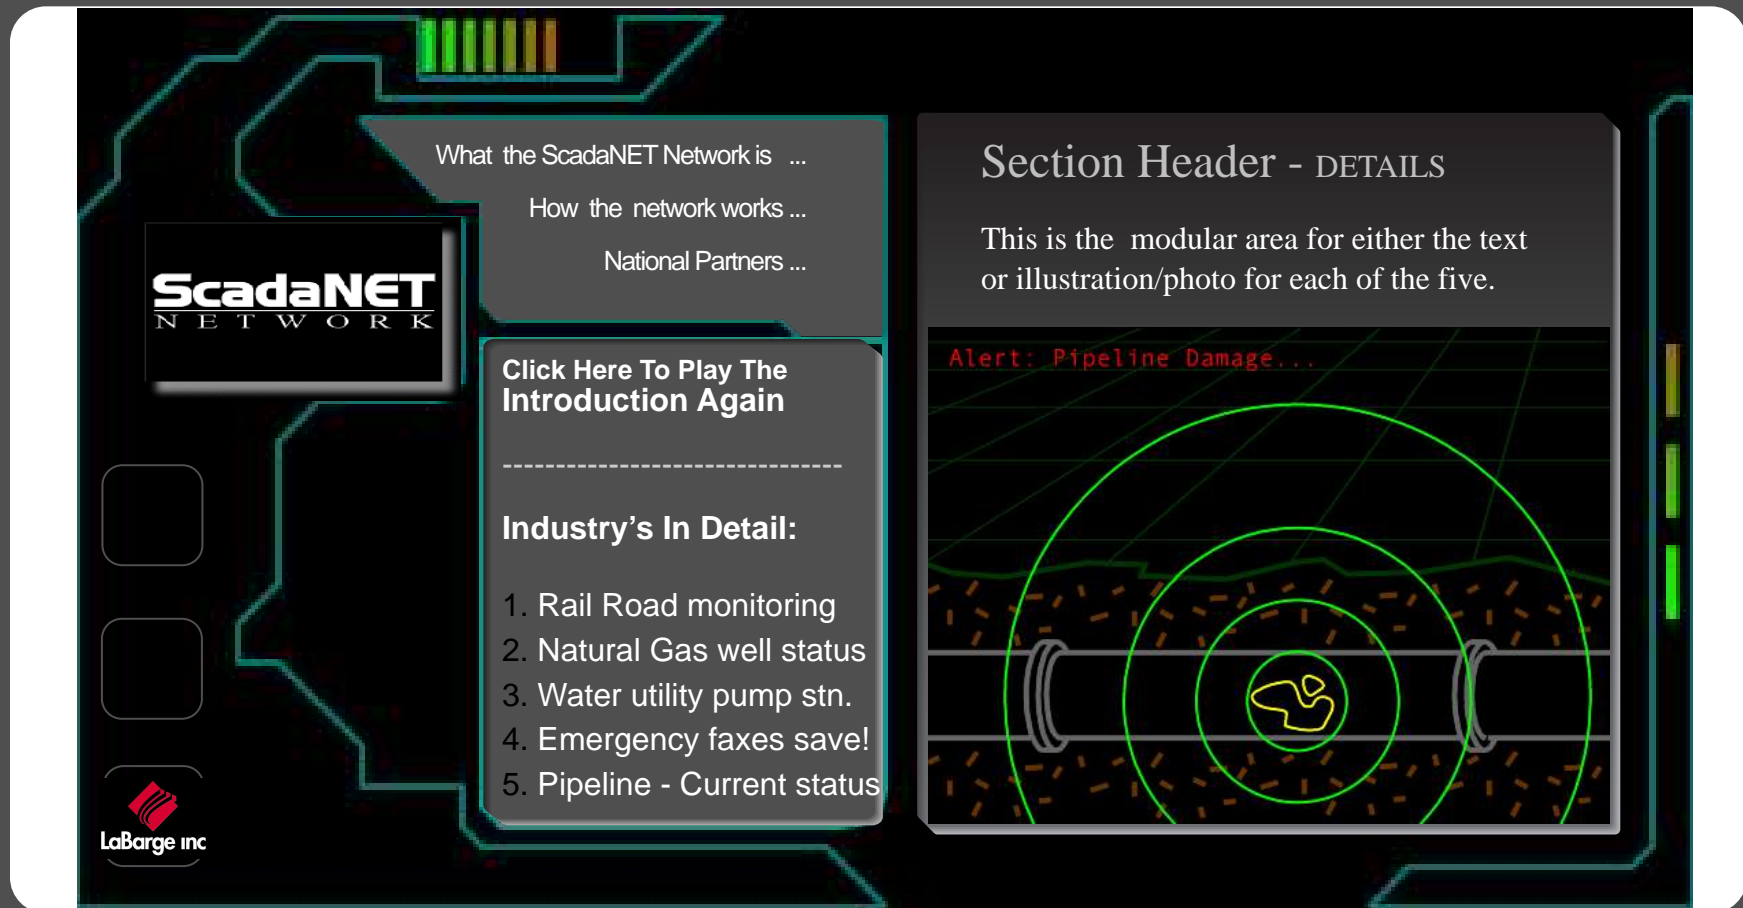 What the ScadaNET Network is ...
How the network works ...
National Partners ...
ScadaNET
NETWORK
Click Here To Play The
Introduction Again
--------------------------------
Industry’s In Detail:
1. Rail Road monitoring
2. Natural Gas well status
3. Water utility pump stn.
4. Emergency faxes save!
5. Pipeline - Current status
LaBarge inc
Section Header - DETAILS
This is the modular area for either the text
or illustration/photo for each of the five.
Alert: Pipeline Damage...